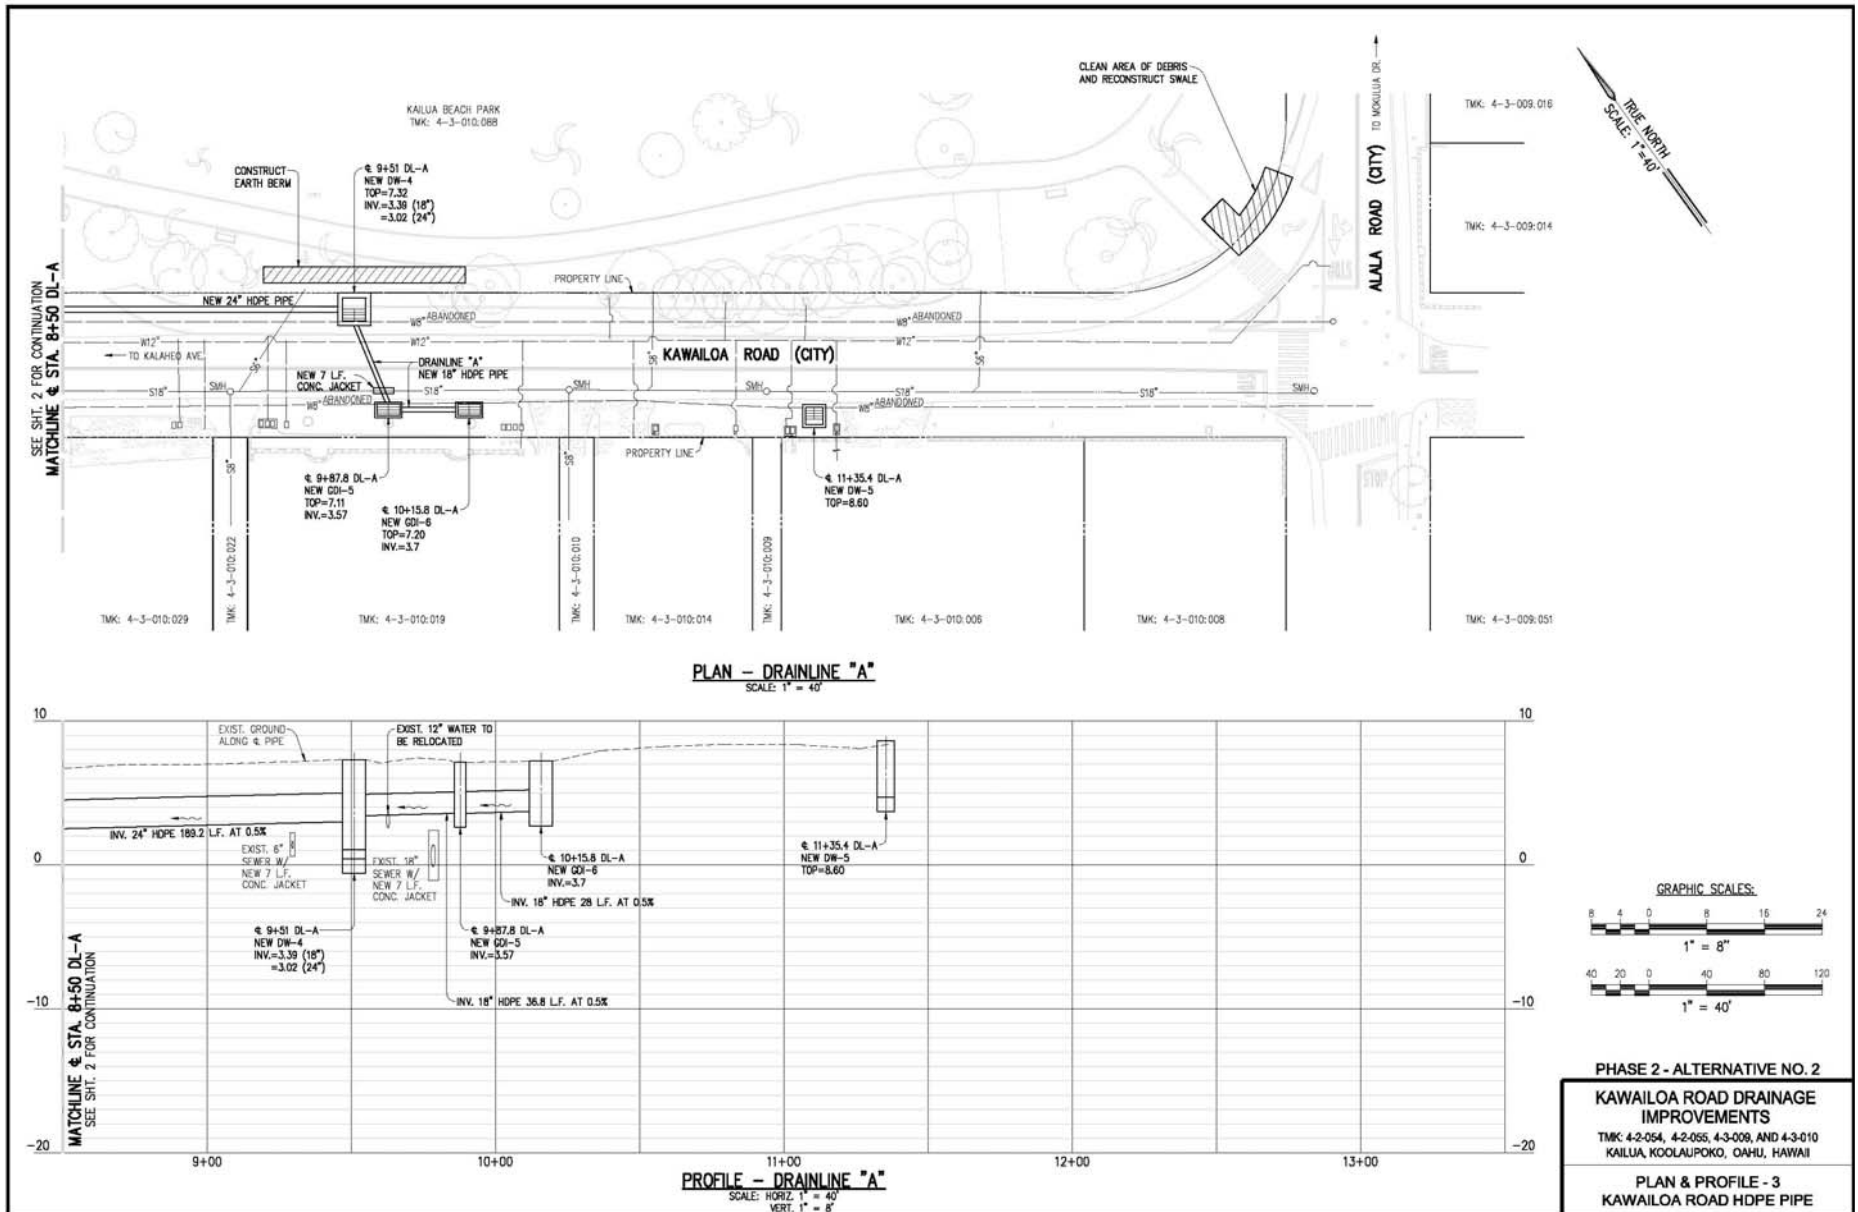 KAILUA BEACH PARK
TMK: 4-3-010:088
CLEAN AREA OF DEBRIS
AND RECONSTRUCT SWALE
TO MOKULUA DR.
ALALA ROAD (CITY)
TMK: 4-3-009:016
TMK: 4-3-009:014
TRUE NORTH
SCALE: 1"=40'
CONSTRUCT
EARTH BERM
℄ 9+51 DL-A
NEW DW-4
TOP=7.32
INV.=3.39 (18")
=3.02 (24")
SEE SHT. 2 FOR CONTINUATION
MATCHLINE ℄ STA. 8+50 DL-A
PROPERTY LINE
NEW 24" HDPE PIPE
W8" ABANDONED
W8" ABANDONED
W12"
W12"
TO KALAHEO AVE.
S6"
S6"
S6"
DRAINLINE "A"
NEW 18" HDPE PIPE
KAWAILOA ROAD (CITY)
NEW 7 L.F.
CONC. JACKET
S18"
SMH
S18"
SMH
SMH
S18"
S18"
SMH
W8" ABANDONED
W8" ABANDONED
STOP
STOP
PROPERTY LINE
S8"
S8"
℄ 9+87.8 DL-A
NEW GDI-5
TOP=7.11
INV.=3.57
℄ 10+15.8 DL-A
NEW GDI-6
TOP=7.20
INV.=3.7
℄ 11+35.4 DL-A
NEW DW-5
TOP=8.60
TMK: 4-3-010:029
TMK: 4-3-010:022
TMK: 4-3-010:019
TMK: 4-3-010:010
TMK: 4-3-010:014
TMK: 4-3-010:009
TMK: 4-3-010:006
TMK: 4-3-010:008
TMK: 4-3-009:051
PLAN - DRAINLINE "A"
SCALE: 1" = 40'
10
10
EXIST. GROUND
ALONG ℄ PIPE
EXIST. 12" WATER TO
BE RELOCATED
INV. 24" HDPE 189.2 L.F. AT 0.5%
EXIST. 6"
SEWER W/
NEW 7 L.F.
CONC. JACKET
EXIST. 18"
SEWER W/
NEW 7 L.F.
CONC. JACKET
℄ 10+15.8 DL-A
NEW GDI-6
INV.=3.7
℄ 11+35.4 DL-A
NEW DW-5
TOP=8.60
0
0
INV. 18" HDPE 28 L.F. AT 0.5%
℄ 9+51 DL-A
NEW DW-4
INV.=3.39 (18")
=3.02 (24")
℄ 9+87.8 DL-A
NEW GDI-5
INV.=3.57
INV. 18" HDPE 36.8 L.F. AT 0.5%
-10
-10
MATCHLINE ℄ STA. 8+50 DL-A
SEE SHT. 2 FOR CONTINUATION
-20
-20
9+00
10+00
11+00
12+00
13+00
PROFILE - DRAINLINE "A"
SCALE: HORIZ. 1" = 40'
VERT. 1" = 8'
GRAPHIC SCALES:
8 4 0 8 16 24
1" = 8"
40 20 0 40 80 120
1" = 40'
PHASE 2 - ALTERNATIVE NO. 2
KAWAILOA ROAD DRAINAGE
IMPROVEMENTS
TMK: 4-2-054, 4-2-055, 4-3-009, AND 4-3-010
KAILUA, KOOLAUPOKO, OAHU, HAWAII
PLAN & PROFILE - 3
KAWAILOA ROAD HDPE PIPE